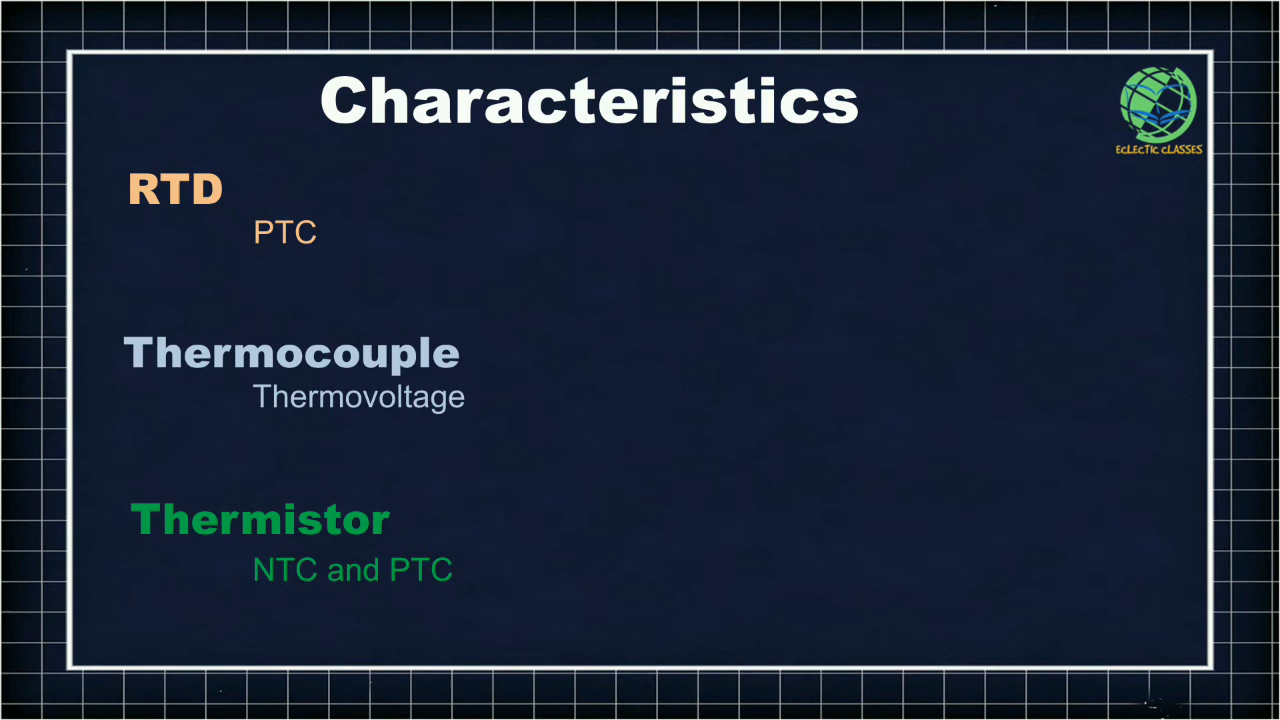 Characteristics
ECLECTIC CLASSES
RTD
PTC
Thermocouple
Thermovoltage
Thermistor
NTC and PTC